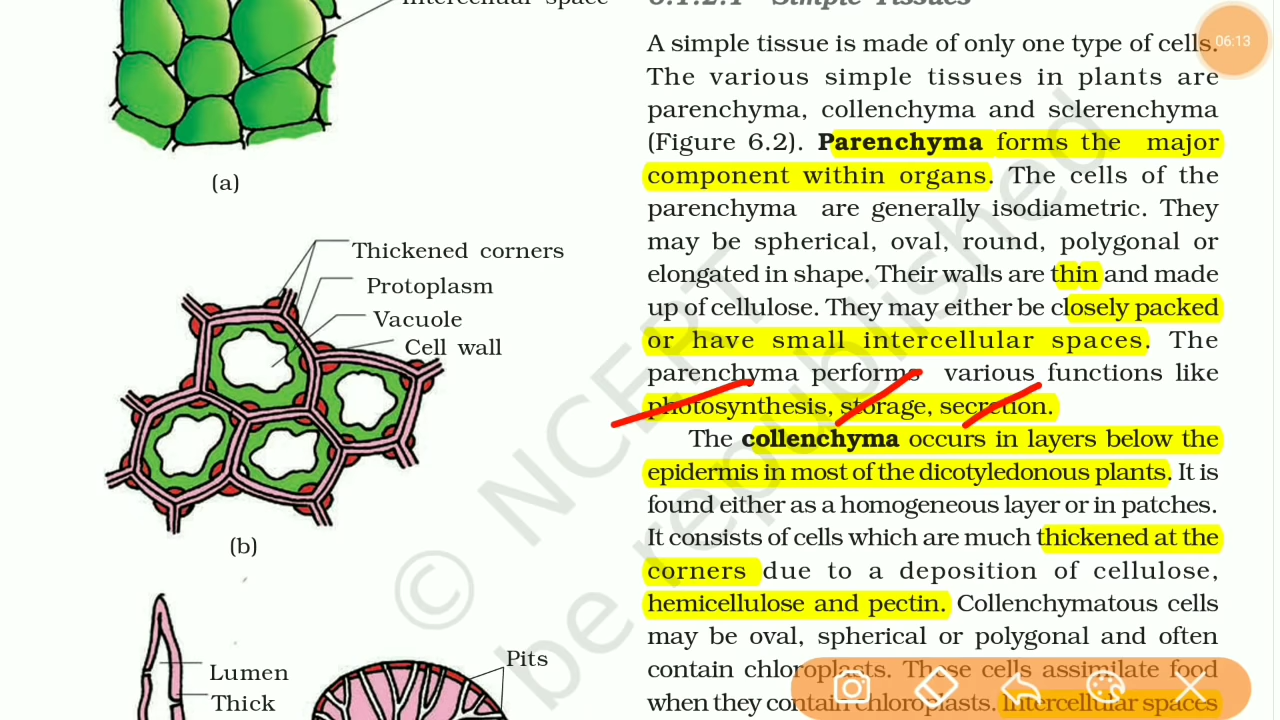 Intercellular space
(a)
Thickened corners
Protoplasm
Vacuole
Cell wall
(b)
Lumen
Thick
Pits
6.1.2.1 Simple Tissues
06:13
A simple tissue is made of only one type of cells.
The various simple tissues in plants are
parenchyma, collenchyma and sclerenchyma
(Figure 6.2). Parenchyma forms the major
component within organs. The cells of the
parenchyma are generally isodiametric. They
may be spherical, oval, round, polygonal or
elongated in shape. Their walls are thin and made
up of cellulose. They may either be closely packed
or have small intercellular spaces. The
parenchyma performs various functions like
photosynthesis, storage, secretion.
The collenchyma occurs in layers below the
epidermis in most of the dicotyledonous plants. It is
found either as a homogeneous layer or in patches.
It consists of cells which are much thickened at the
corners due to a deposition of cellulose,
hemicellulose and pectin. Collenchymatous cells
may be oval, spherical or polygonal and often
contain chloroplasts. These cells assimilate food
when they contain chloroplasts. Intercellular spaces
© NCERT
be republished